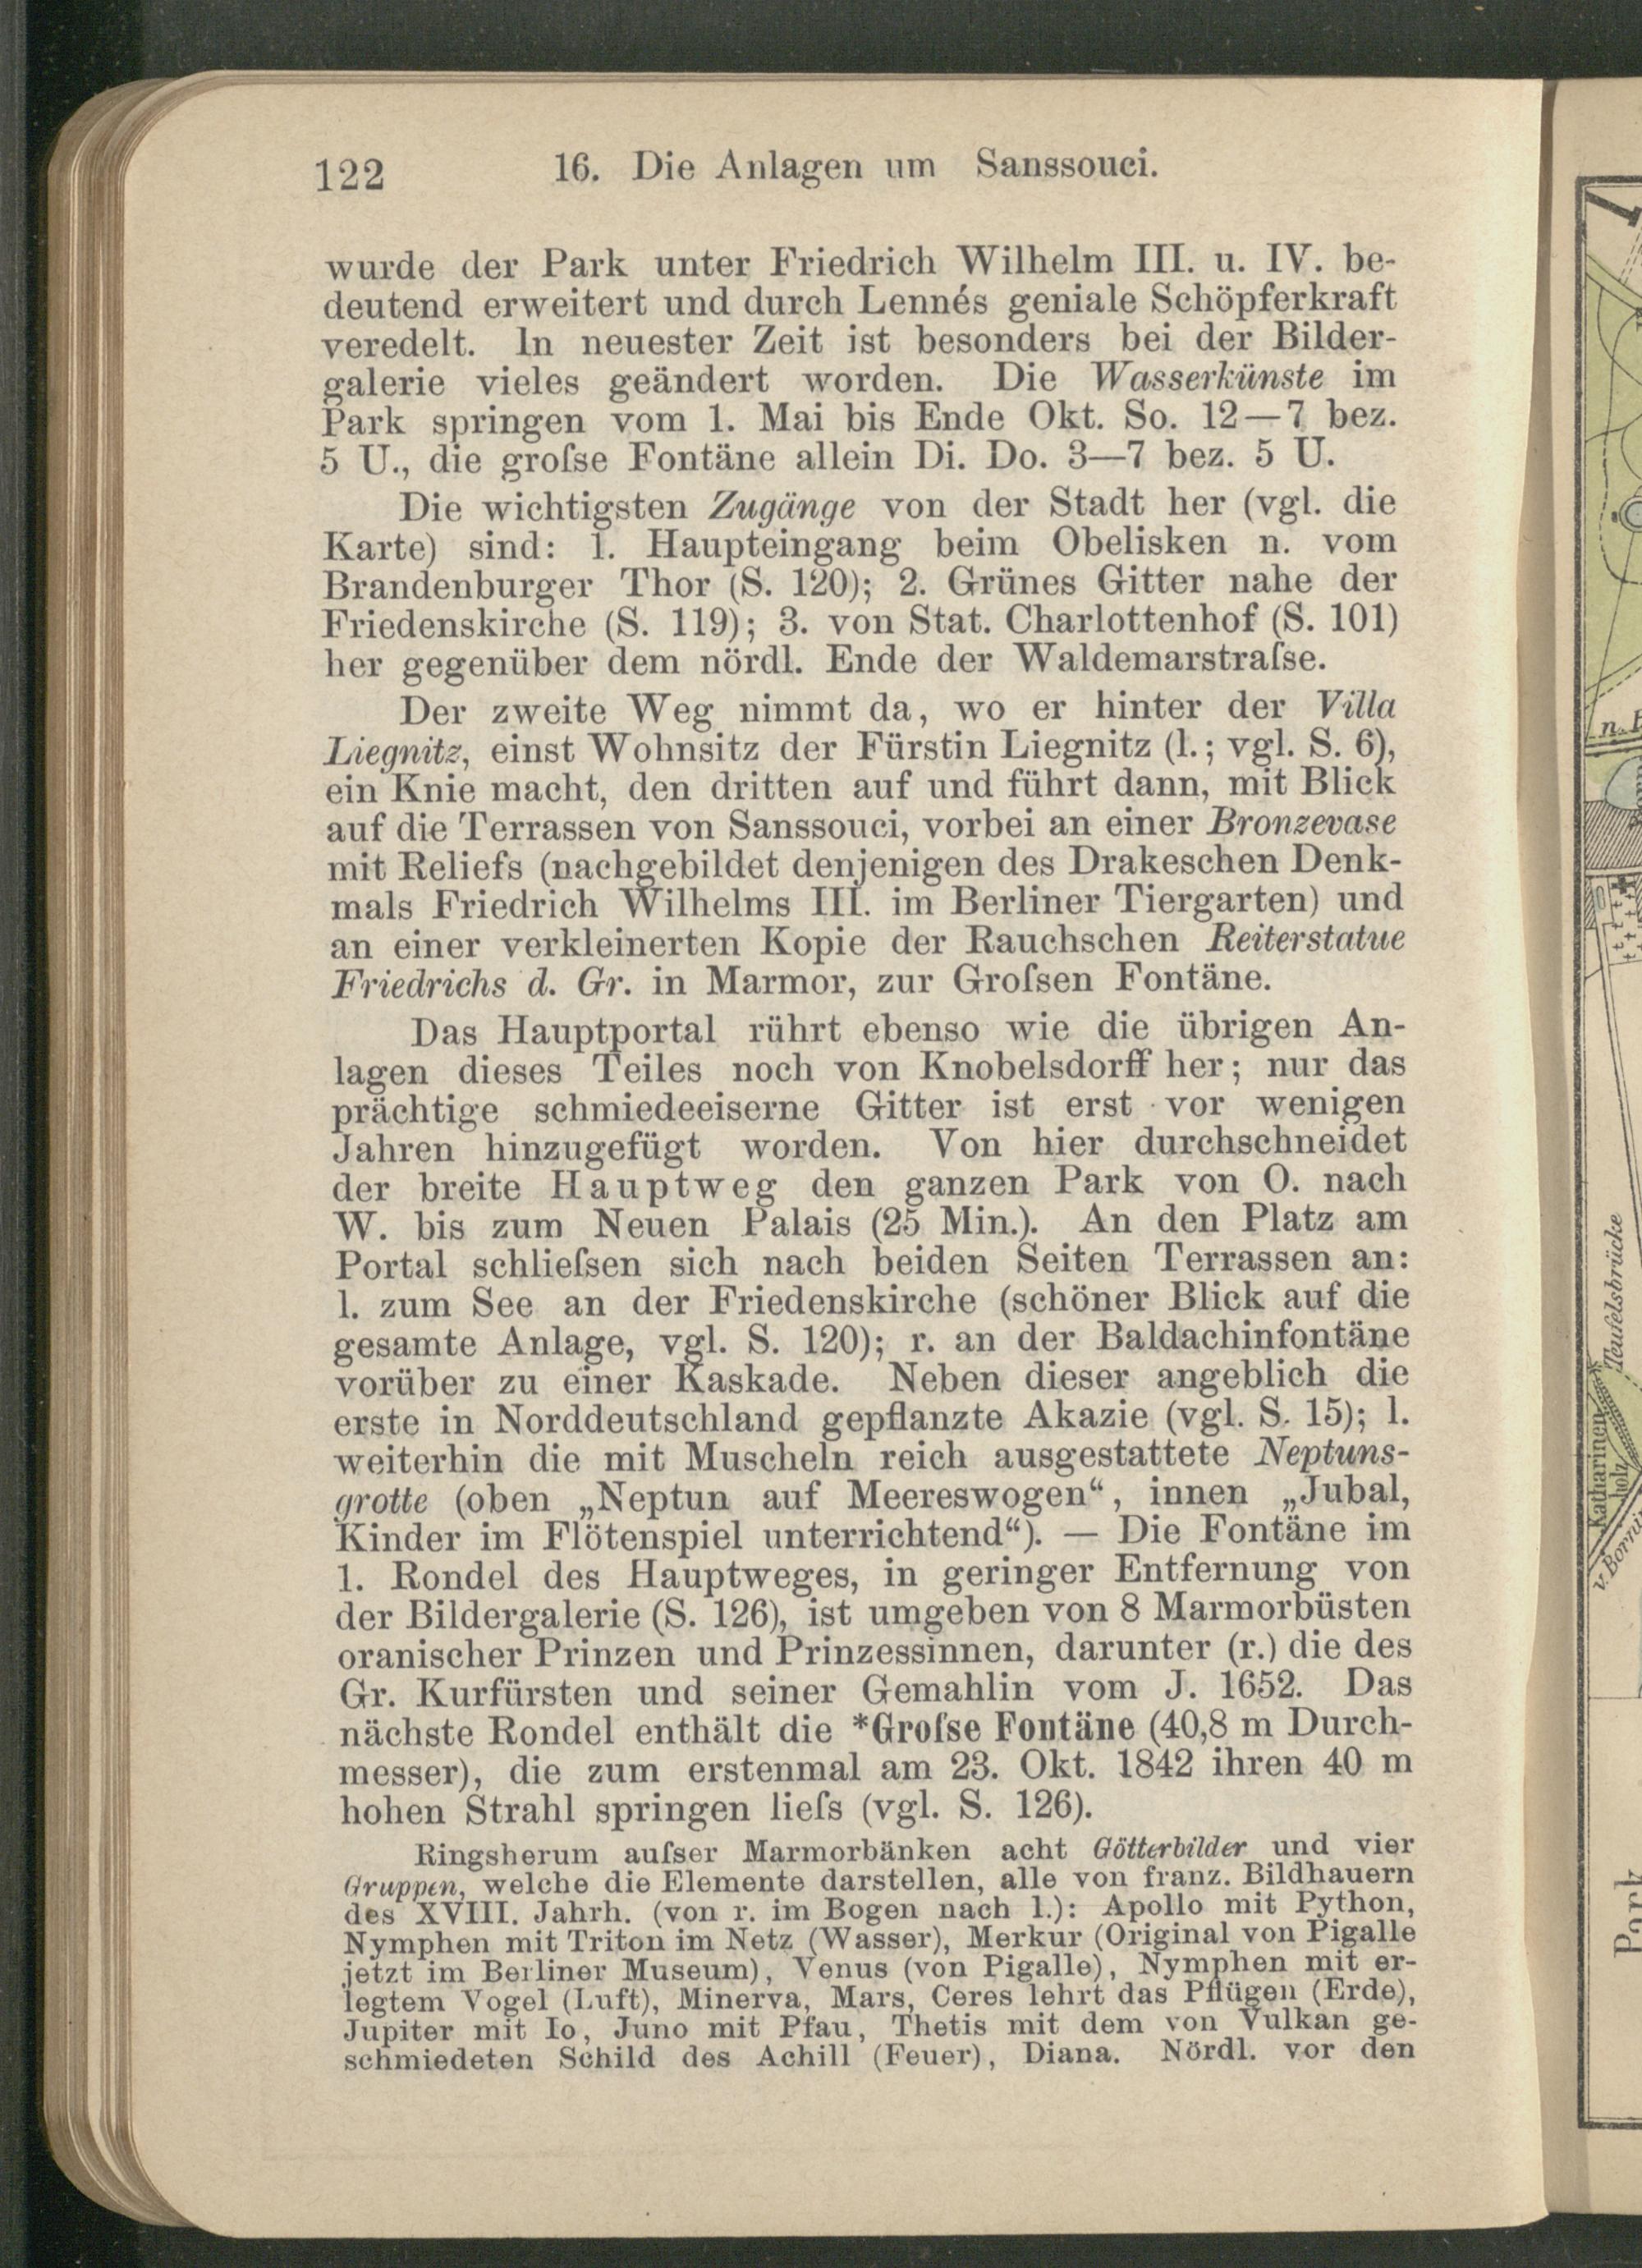 122 16. Die Anlagen um Sanssouci.
wurde der Park unter Friedrich Wilhelm III. u. IV. be-
deutend erweitert und durch Lennés geniale Schöpferkraft
veredelt. In neuester Zeit ist besonders bei der Bilder-
galerie vieles geändert worden. Die Wasserkünste im
Park springen vom 1. Mai bis Ende Okt. So. 12—7 bez.
5 U., die groſse Fontäne allein Di. Do. 3—7 bez. 5 U.
Die wichtigsten Zugänge von der Stadt her (vgl. die
Karte) sind: 1. Haupteingang beim Obelisken n. vom
Brandenburger Thor (S. 120); 2. Grünes Gitter nahe der
Friedenskirche (S. 119); 3. von Stat. Charlottenhof (S. 101)
her gegenüber dem nördl. Ende der Waldemarstraſse.
Der zweite Weg nimmt da, wo er hinter der Villa
Liegnitz, einst Wohnsitz der Fürstin Liegnitz (l.; vgl. S. 6),
ein Knie macht, den dritten auf und führt dann, mit Blick
auf die Terrassen von Sanssouci, vorbei an einer Bronzevase
mit Reliefs (nachgebildet denjenigen des Drakeschen Denk-
mals Friedrich Wilhelms III. im Berliner Tiergarten) und
an einer verkleinerten Kopie der Rauchschen Reiterstatue
Friedrichs d. Gr. in Marmor, zur Groſsen Fontäne.
Das Hauptportal rührt ebenso wie die übrigen An-
lagen dieses Teiles noch von Knobelsdorff her; nur das
prächtige schmiedeeiserne Gitter ist erst vor wenigen
Jahren hinzugefügt worden. Von hier durchschneidet
der breite Hauptweg den ganzen Park von O. nach
W. bis zum Neuen Palais (25 Min.). An den Platz am
Portal schlieſsen sich nach beiden Seiten Terrassen an:
l. zum See an der Friedenskirche (schöner Blick auf die
gesamte Anlage, vgl. S. 120); r. an der Baldachinfontäne
vorüber zu einer Kaskade. Neben dieser angeblich die
erste in Norddeutschland gepflanzte Akazie (vgl. S. 15); l.
weiterhin die mit Muscheln reich ausgestattete Neptuns-
grotte (oben „Neptun auf Meereswogen“, innen „Jubal,
Kinder im Flötenspiel unterrichtend“). — Die Fontäne im
1. Rondel des Hauptweges, in geringer Entfernung von
der Bildergalerie (S. 126), ist umgeben von 8 Marmorbüsten
oranischer Prinzen und Prinzessinnen, darunter (r.) die des
Gr. Kurfürsten und seiner Gemahlin vom J. 1652. Das
nächste Rondel enthält die *Groſse Fontäne (40,8 m Durch-
messer), die zum erstenmal am 23. Okt. 1842 ihren 40 m
hohen Strahl springen lieſs (vgl. S. 126).
Ringsherum auſser Marmorbänken acht Götterbilder und vier
Gruppen, welche die Elemente darstellen, alle von franz. Bildhauern
des XVIII. Jahrh. (von r. im Bogen nach l.): Apollo mit Python,
Nymphen mit Triton im Netz (Wasser), Merkur (Original von Pigalle
jetzt im Berliner Museum), Venus (von Pigalle), Nymphen mit er-
legtem Vogel (Luft), Minerva, Mars, Ceres lehrt das Pflügen (Erde),
Jupiter mit Io, Juno mit Pfau, Thetis mit dem von Vulkan ge-
schmiedeten Schild des Achill (Feuer), Diana. Nördl. vor den
Teufelsbrücke
Katharinen-
holz
Park